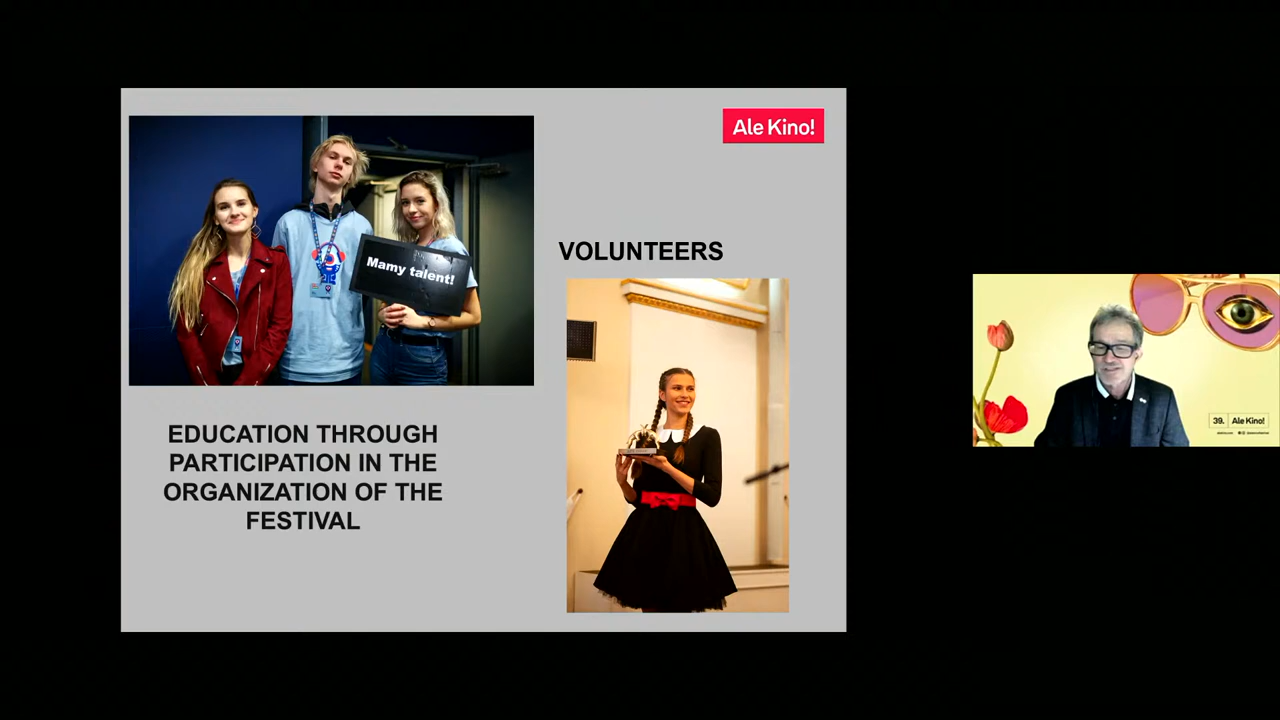 Ale Kino!
Mamy talent!
VOLUNTEERS
EDUCATION THROUGH
PARTICIPATION IN THE
ORGANIZATION OF THE
FESTIVAL
39. Ale Kino!